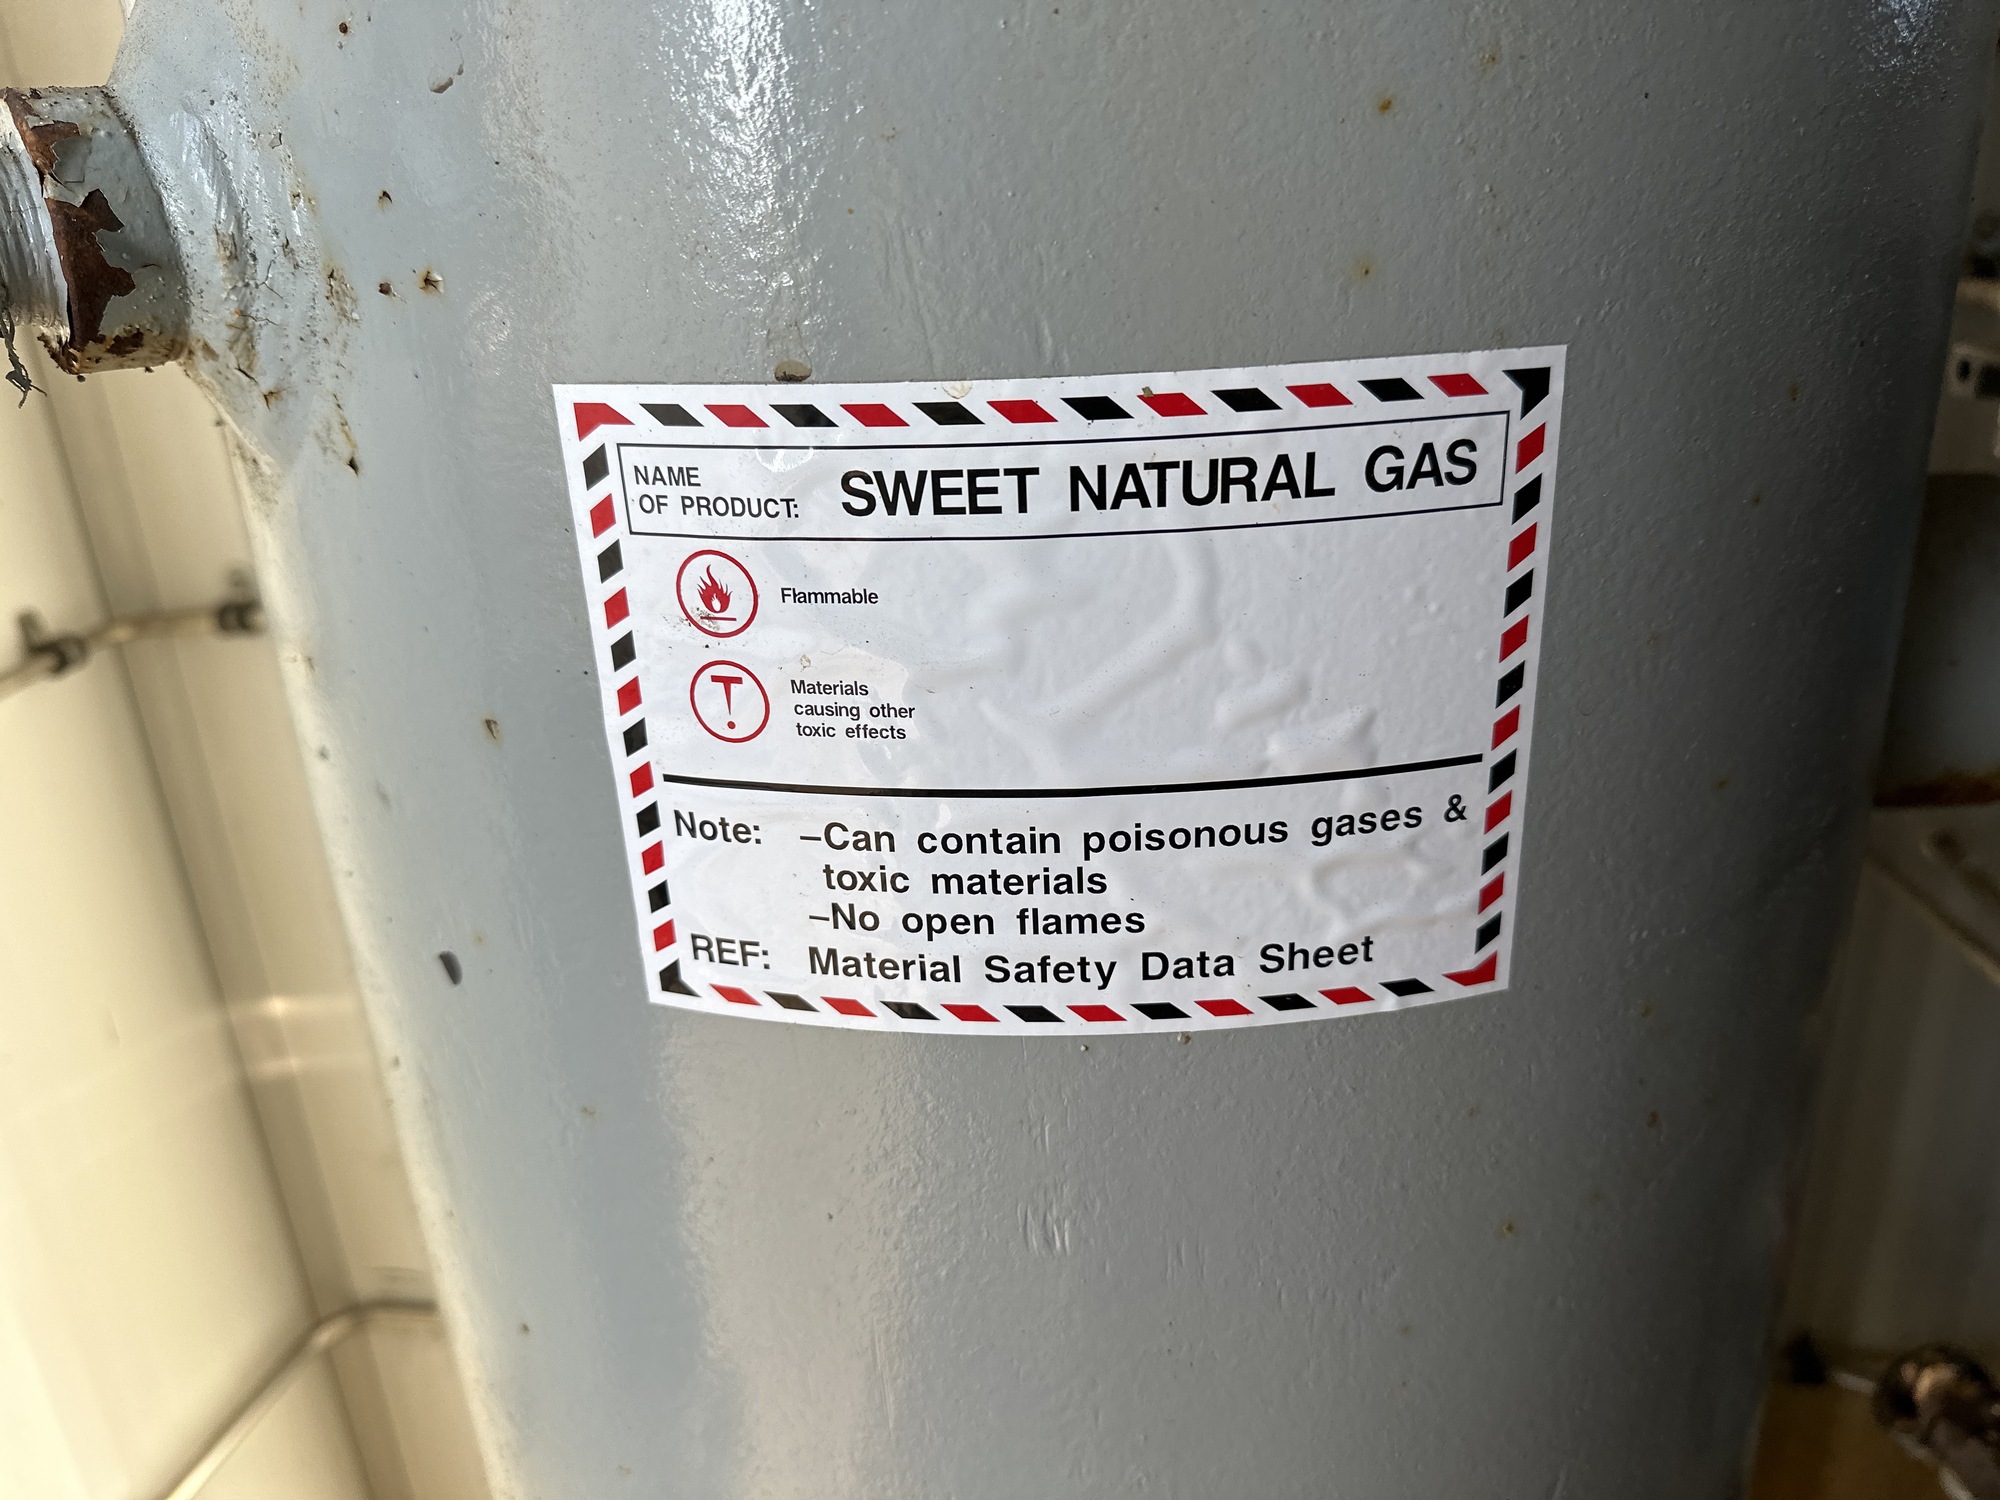 NAME
OF PRODUCT: SWEET NATURAL GAS
Flammable
Materials
causing other
toxic effects
Note: –Can contain poisonous gases &
toxic materials
–No open flames
REF: Material Safety Data Sheet